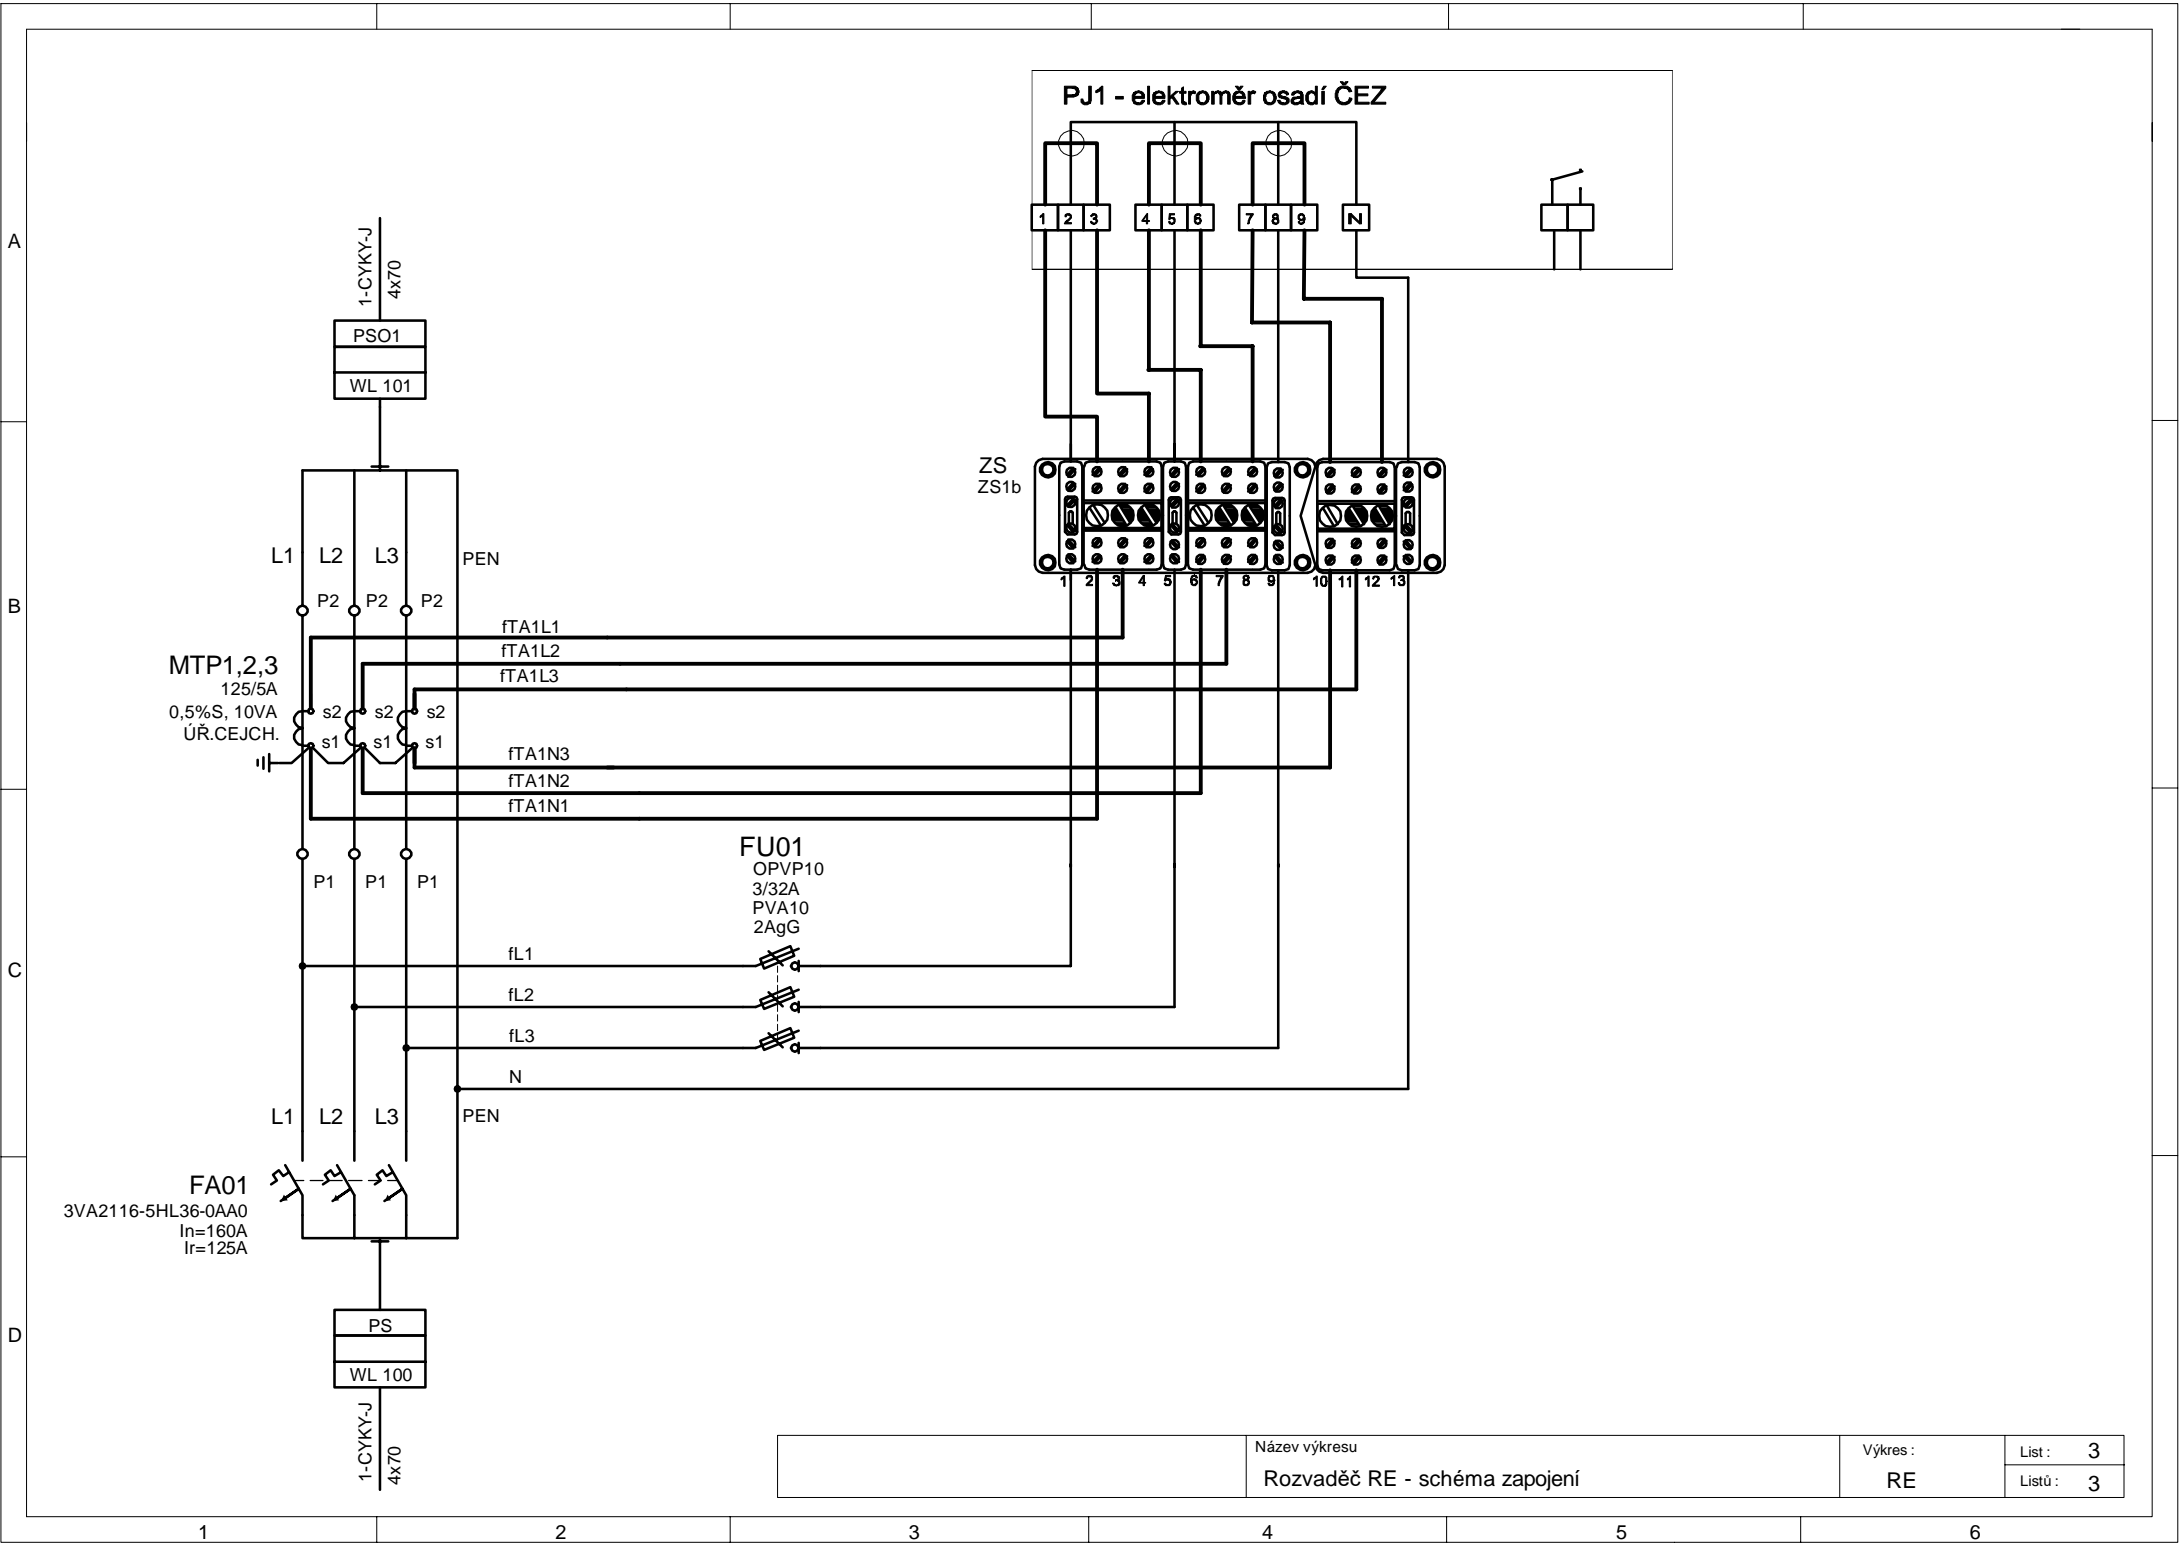 PJ1 - elektroměr osadí ČEZ
1 2 3 4 5 6 7 8 9 N
A
1-CYKY-J
4x70
PSO1
WL 101
ZS
ZS1b
L1 L2 L3 PEN
1 2 3 4 5 6 7 8 9 10 11 12 13
B
P2 P2 P2
fTA1L1
fTA1L2
fTA1L3
MTP1,2,3
125/5A
0,5%S, 10VA
ÚŘ.CEJCH.
s2 s2 s2
s1 s1 s1
fTA1N3
fTA1N2
fTA1N1
FU01
OPVP10
3/32A
PVA10
2AgG
P1 P1 P1
fL1
C
fL2
fL3
N
L1 L2 L3 PEN
FA01
3VA2116-5HL36-0AA0
In=160A
Ir=125A
PS
D
WL 100
1-CYKY-J
4x70
Název výkresu
Rozvaděč RE - schéma zapojení
Výkres :
RE
List : 3
Listů : 3
1 2 3 4 5 6